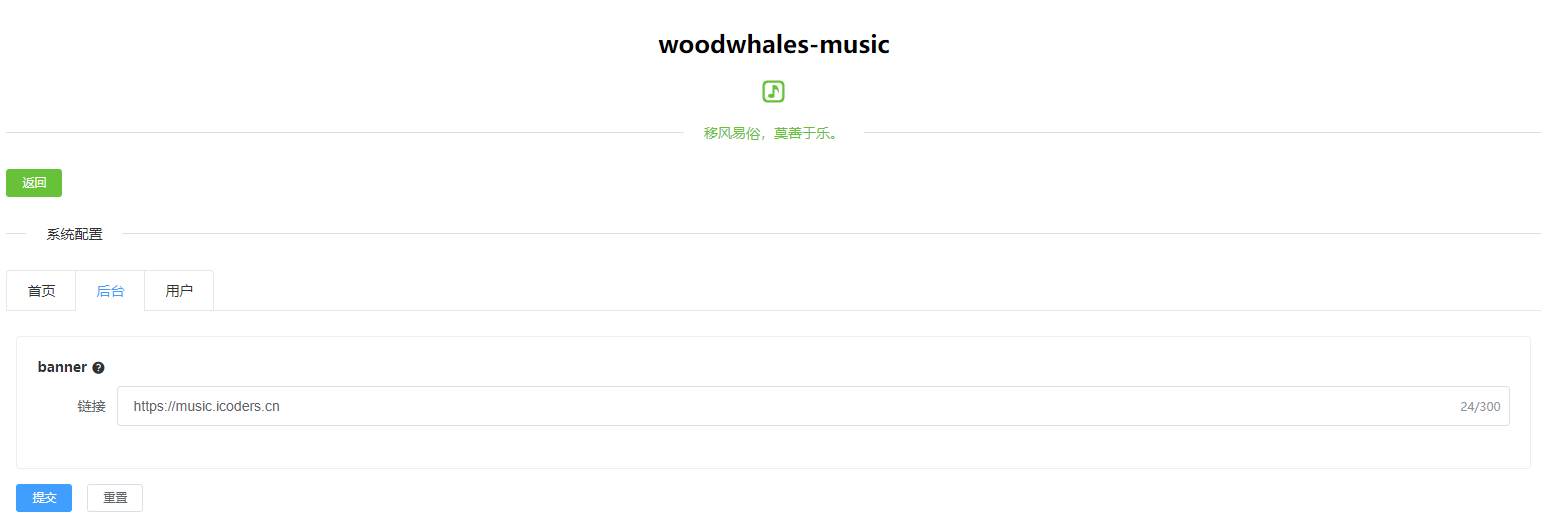 woodwhales-music
移风易俗，莫善于乐。
返回
系统配置
首页 后台 用户
banner
链接 https://music.icoders.cn 24/300
提交 重置